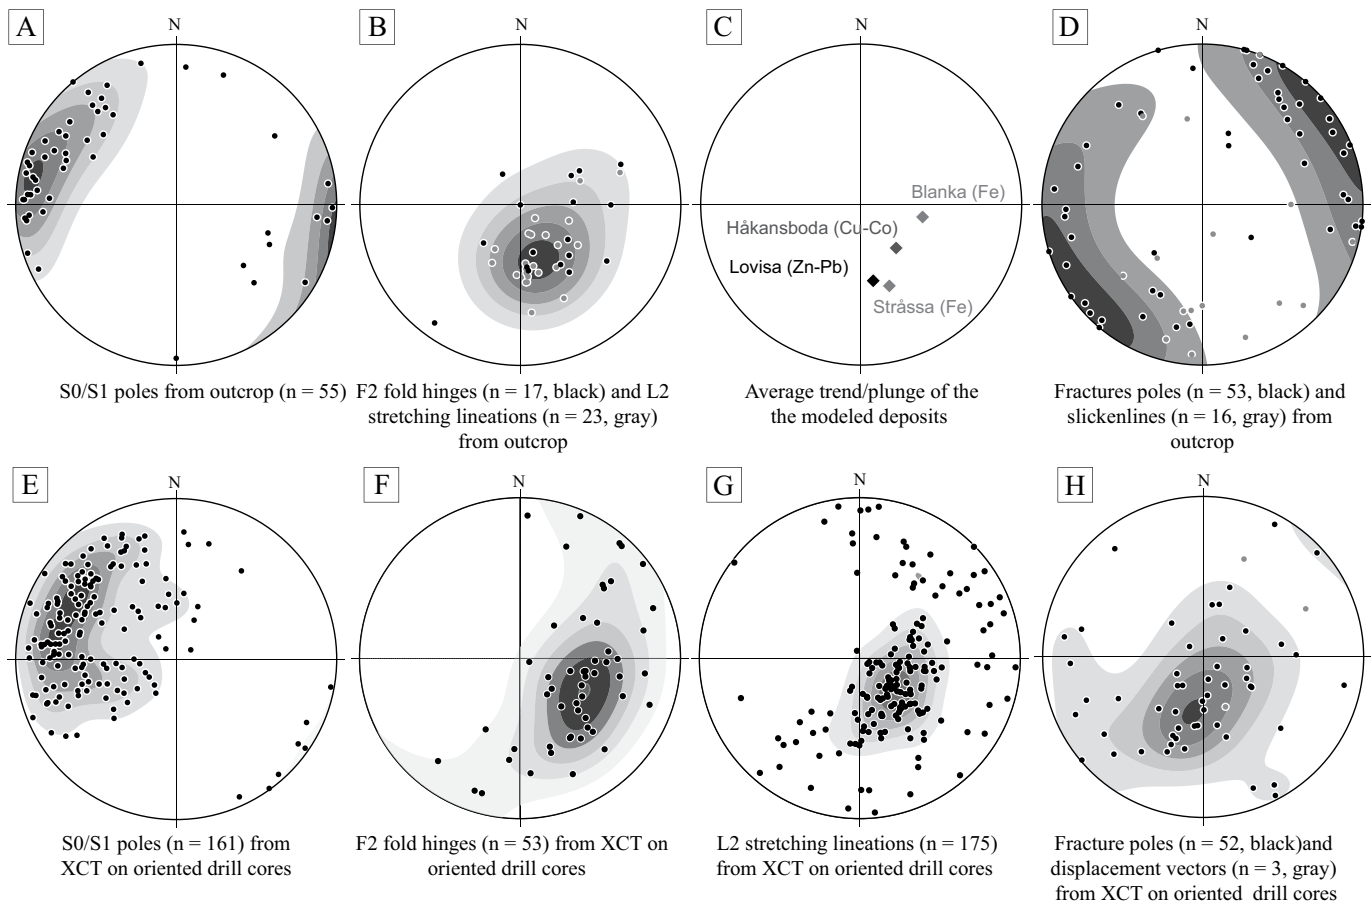 A
N
S0/S1 poles from outcrop (n = 55)
B
N
F2 fold hinges (n = 17, black) and L2
stretching lineations (n = 23, gray)
from outcrop
C
N
Blanka (Fe)
Håkansboda (Cu-Co)
Lovisa (Zn-Pb)
Stråssa (Fe)
Average trend/plunge of the
the modeled deposits
D
N
Fractures poles (n = 53, black) and
slickenlines (n = 16, gray) from
outcrop
E
N
S0/S1 poles (n = 161) from
XCT on oriented drill cores
F
N
F2 fold hinges (n = 53) from XCT on
oriented drill cores
G
N
L2 stretching lineations (n = 175)
from XCT on oriented drill cores
H
N
Fracture poles (n = 52, black)and
displacement vectors (n = 3, gray)
from XCT on oriented drill cores